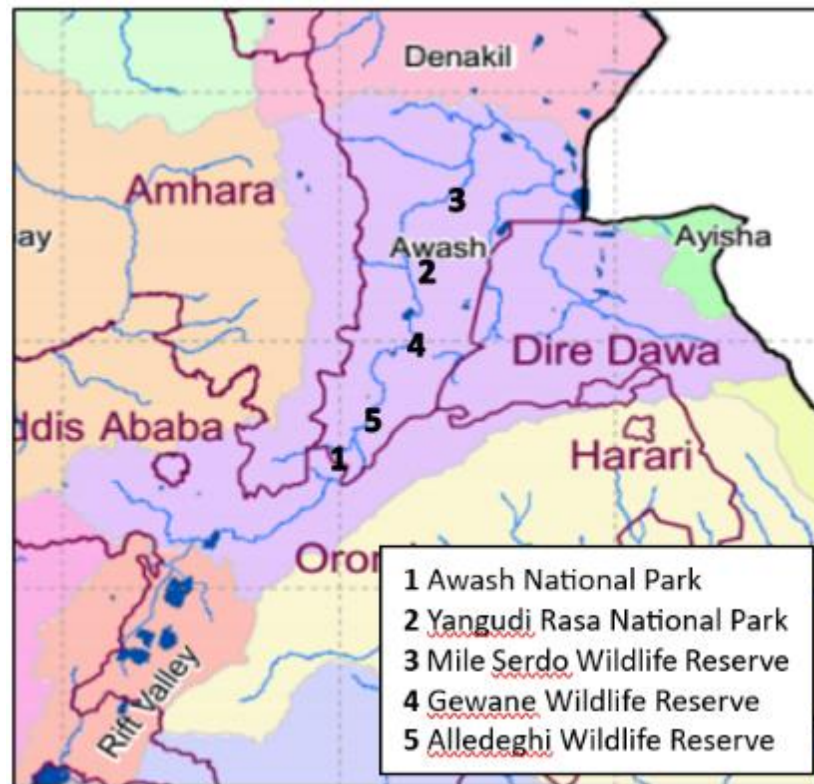 Denakil
Amhara
3
ay
Awash
Ayisha
2
4
Dire Dawa
ddis Ababa
5
1
Harari
Oro
Rift Valley
1 Awash National Park
2 Yangudi Rasa National Park
3 Mile Serdo Wildlife Reserve
4 Gewane Wildlife Reserve
5 Alledeghi Wildlife Reserve